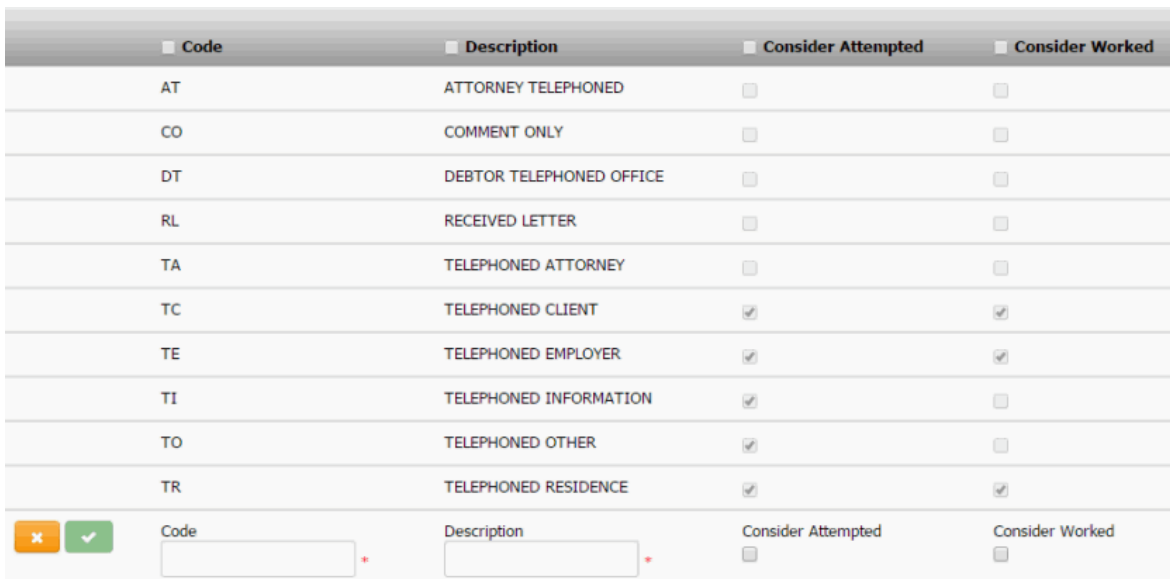 Code Description Consider Attempted Consider Worked
AT ATTORNEY TELEPHONED
CO COMMENT ONLY
DT DEBTOR TELEPHONED OFFICE
RL RECEIVED LETTER
TA TELEPHONED ATTORNEY
TC TELEPHONED CLIENT
TE TELEPHONED EMPLOYER
TI TELEPHONED INFORMATION
TO TELEPHONED OTHER
TR TELEPHONED RESIDENCE
Code Description Consider Attempted Consider Worked
* *